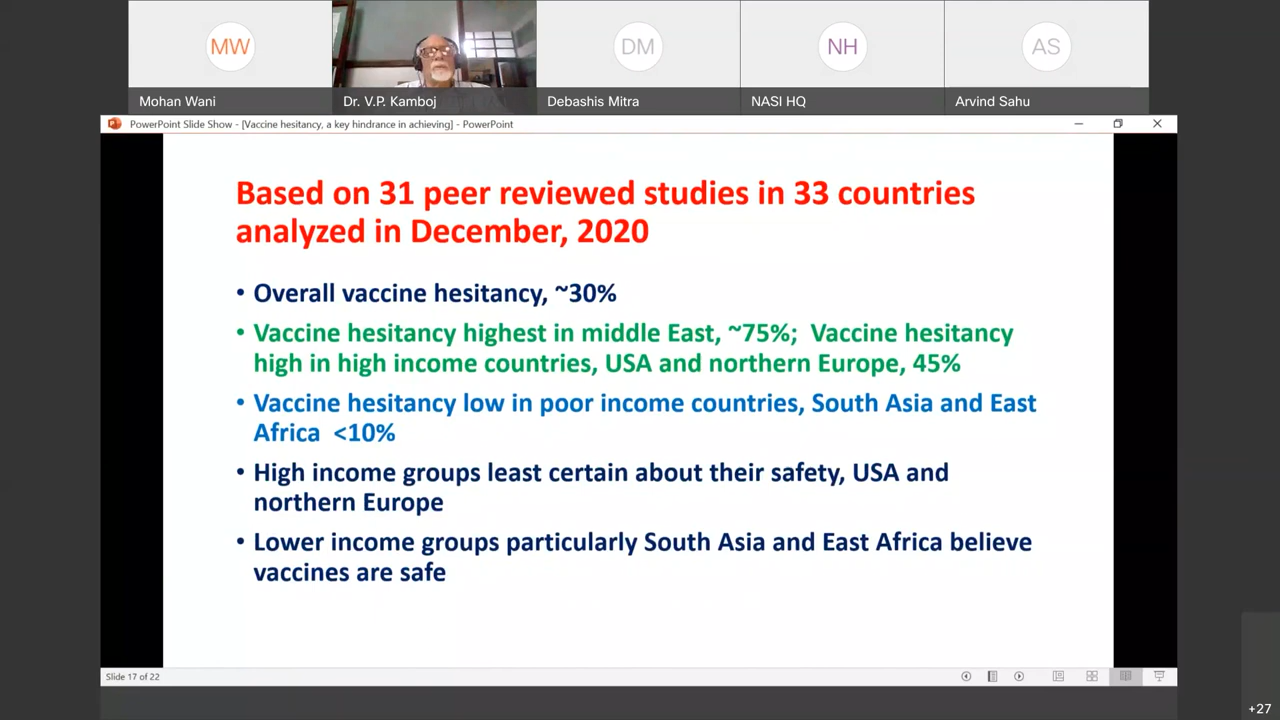 MW
DM
NH
AS
Mohan Wani
Dr. V.P. Kamboj
Debashis Mitra
NASI HQ
Arvind Sahu
PowerPoint Slide Show - [Vaccine hesitancy, a key hindrance in achieving] - PowerPoint
Based on 31 peer reviewed studies in 33 countries
analyzed in December, 2020
• Overall vaccine hesitancy, ~30%
• Vaccine hesitancy highest in middle East, ~75%; Vaccine hesitancy
high in high income countries, USA and northern Europe, 45%
• Vaccine hesitancy low in poor income countries, South Asia and East
Africa <10%
• High income groups least certain about their safety, USA and
northern Europe
• Lower income groups particularly South Asia and East Africa believe
vaccines are safe
Slide 17 of 22
+27